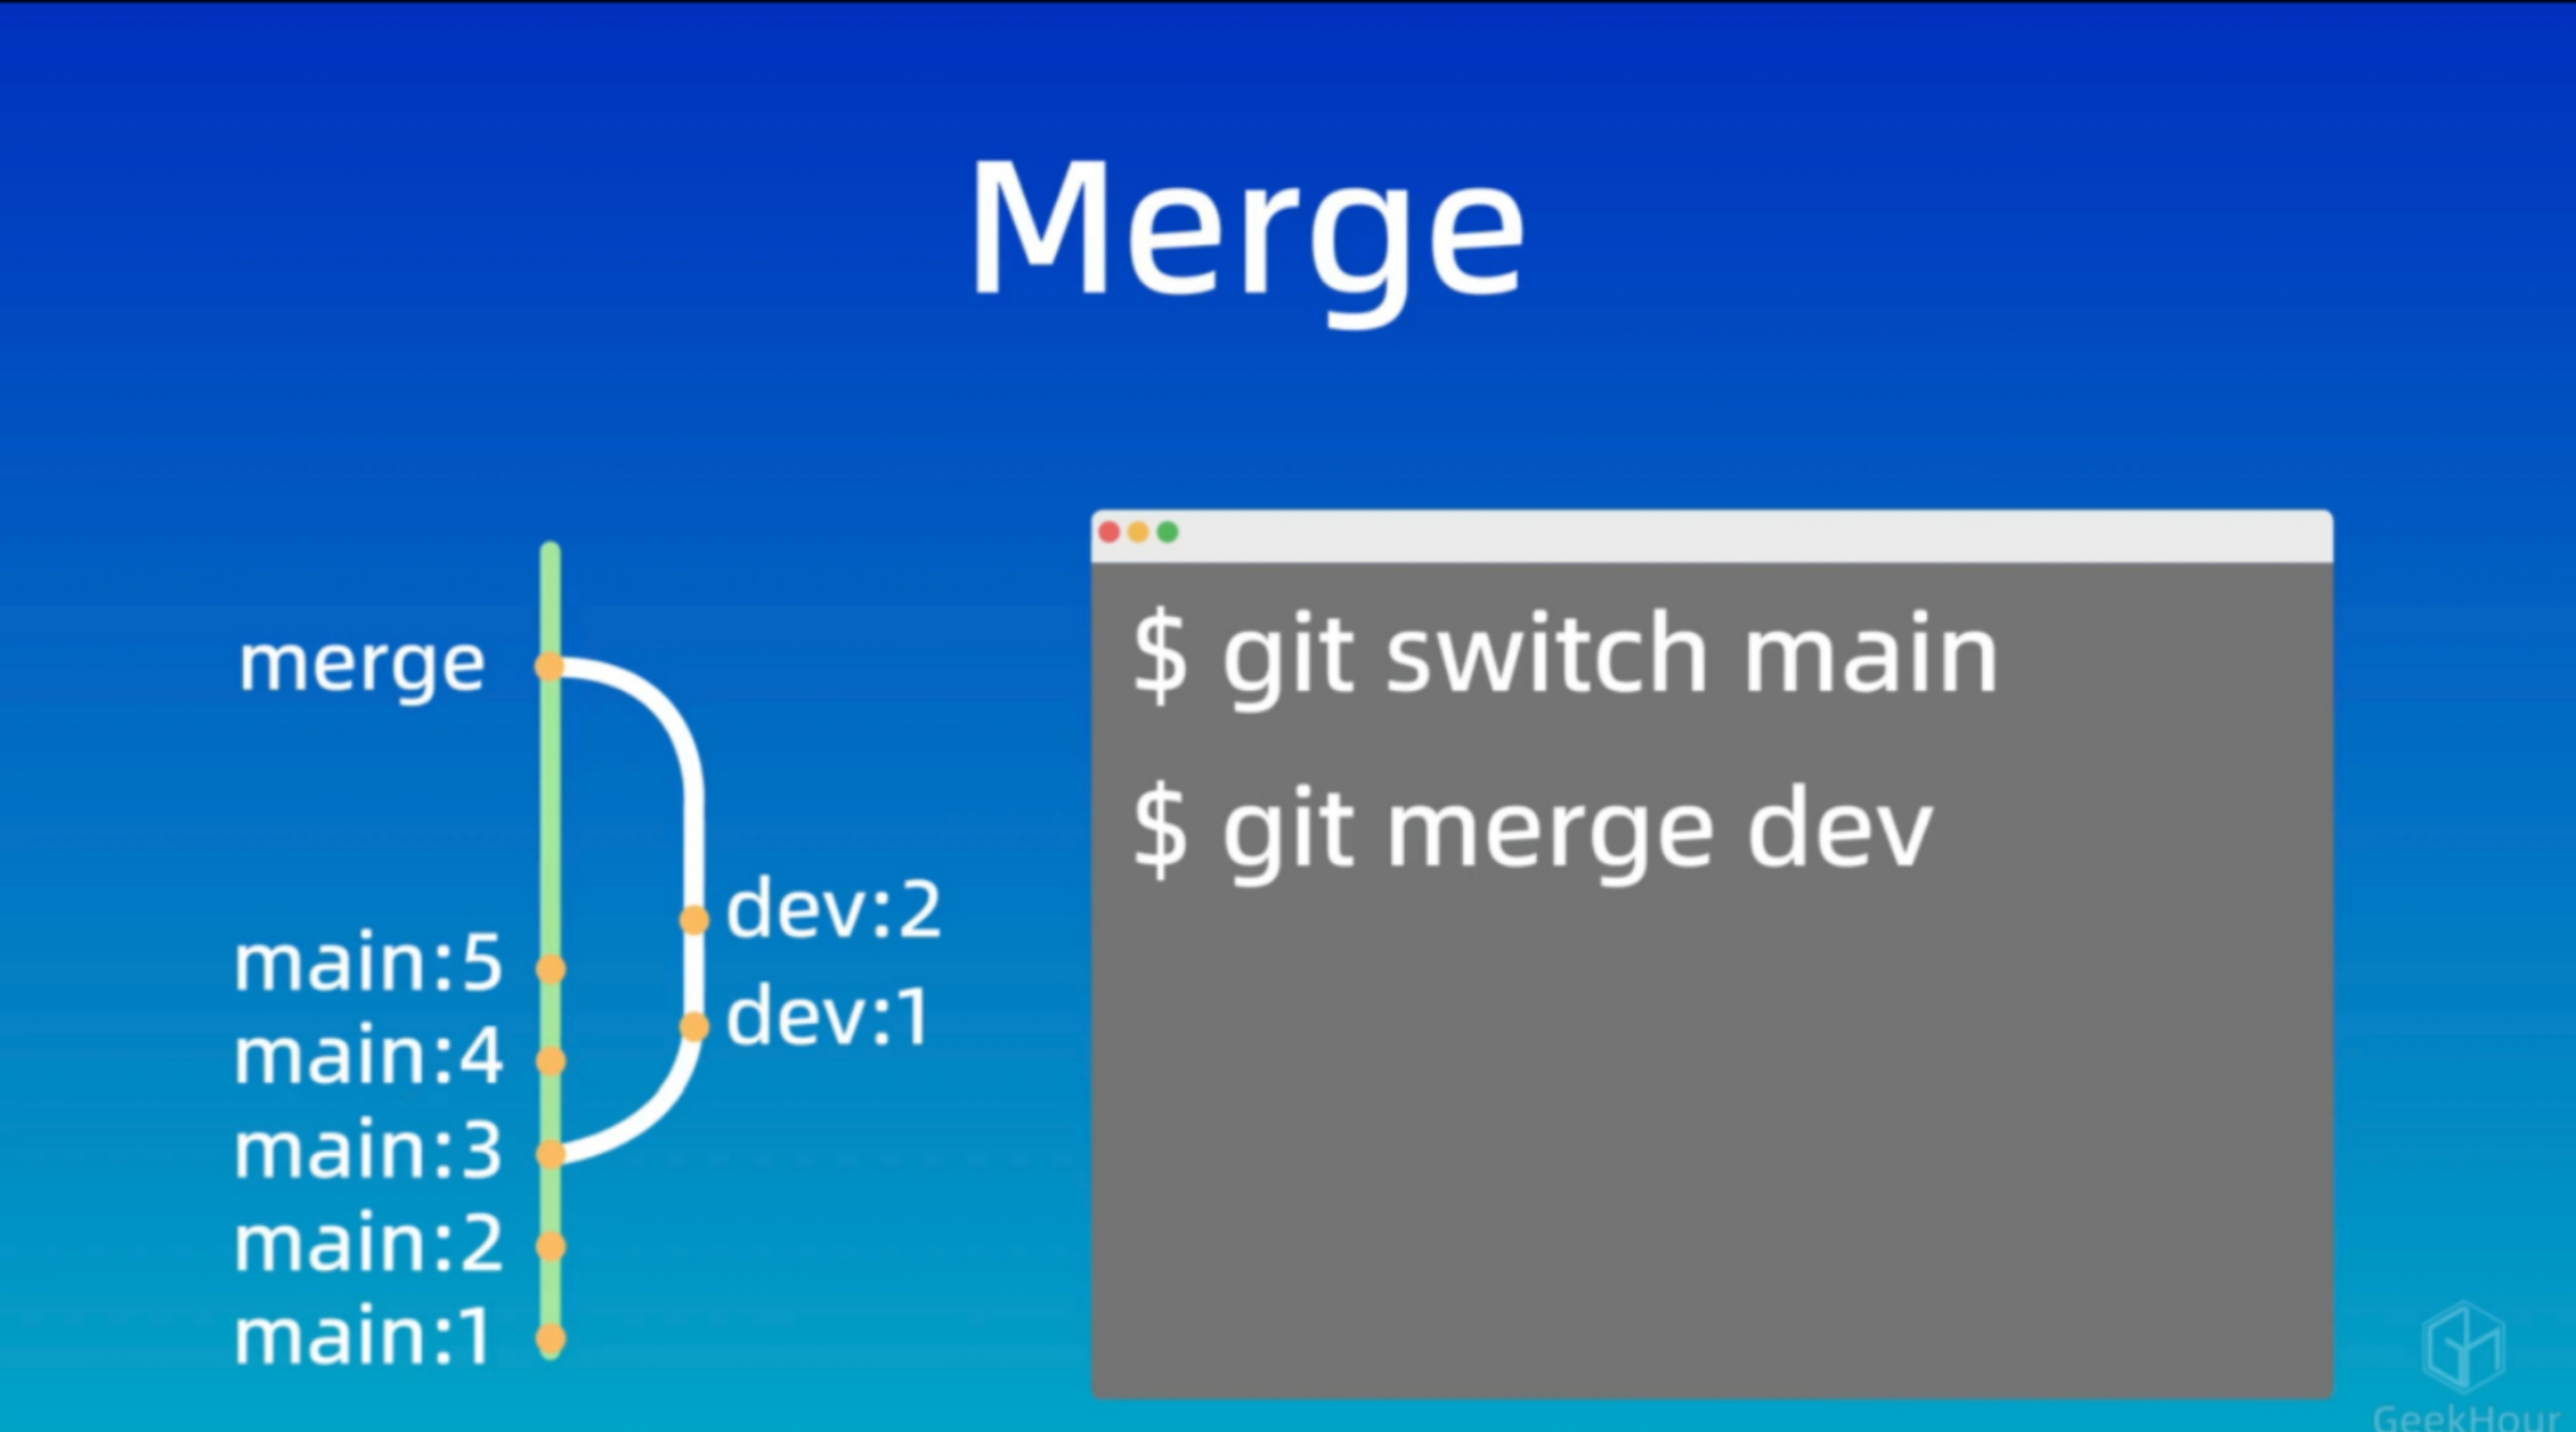 Merge
merge
main:5
main:4
main:3
main:2
main:1
dev:2
dev:1
$ git switch main
$ git merge dev
GeekHour